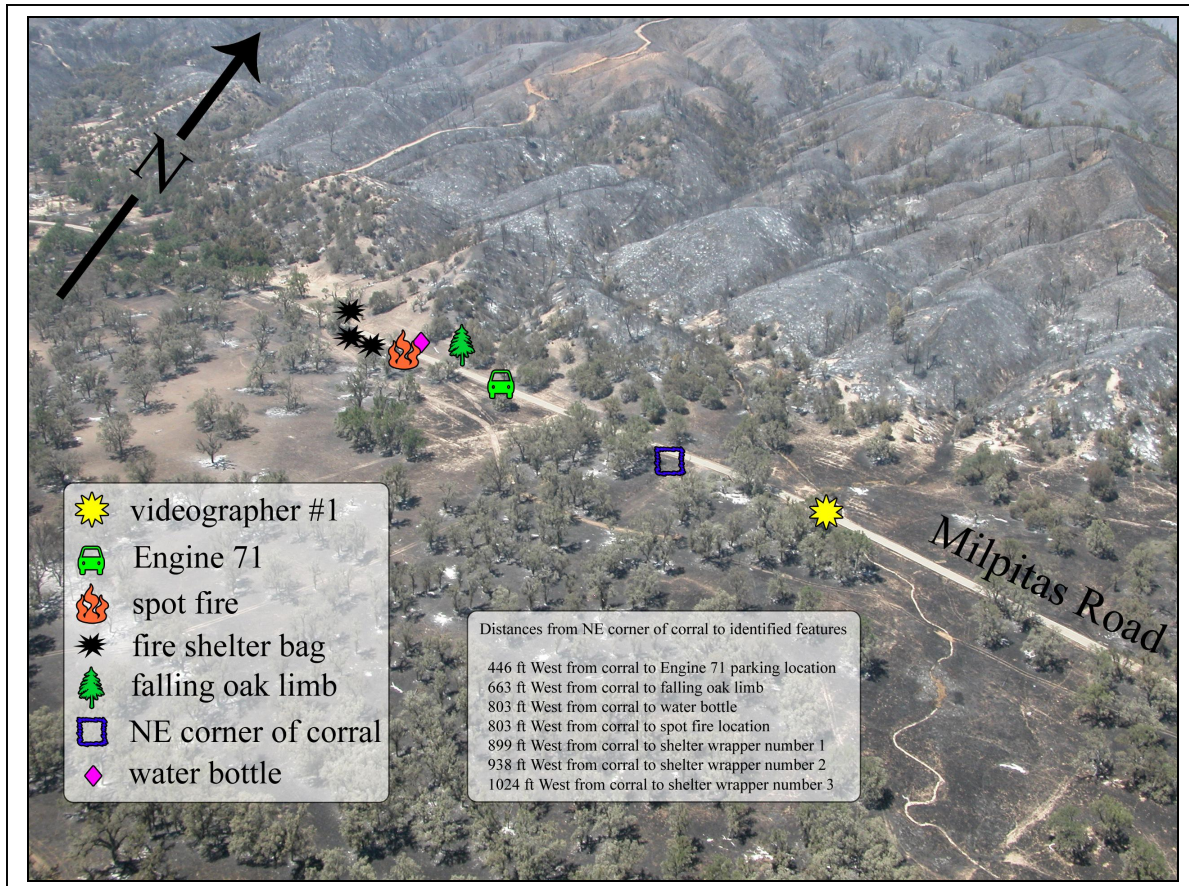 N
Milpitas Road
videographer #1
Engine 71
spot fire
fire shelter bag
falling oak limb
NE corner of corral
water bottle
Distances from NE corner of corral to identified features
446 ft West from corral to Engine 71 parking location
663 ft West from corral to falling oak limb
803 ft West from corral to water bottle
803 ft West from corral to spot fire location
899 ft West from corral to shelter wrapper number 1
938 ft West from corral to shelter wrapper number 2
1024 ft West from corral to shelter wrapper number 3